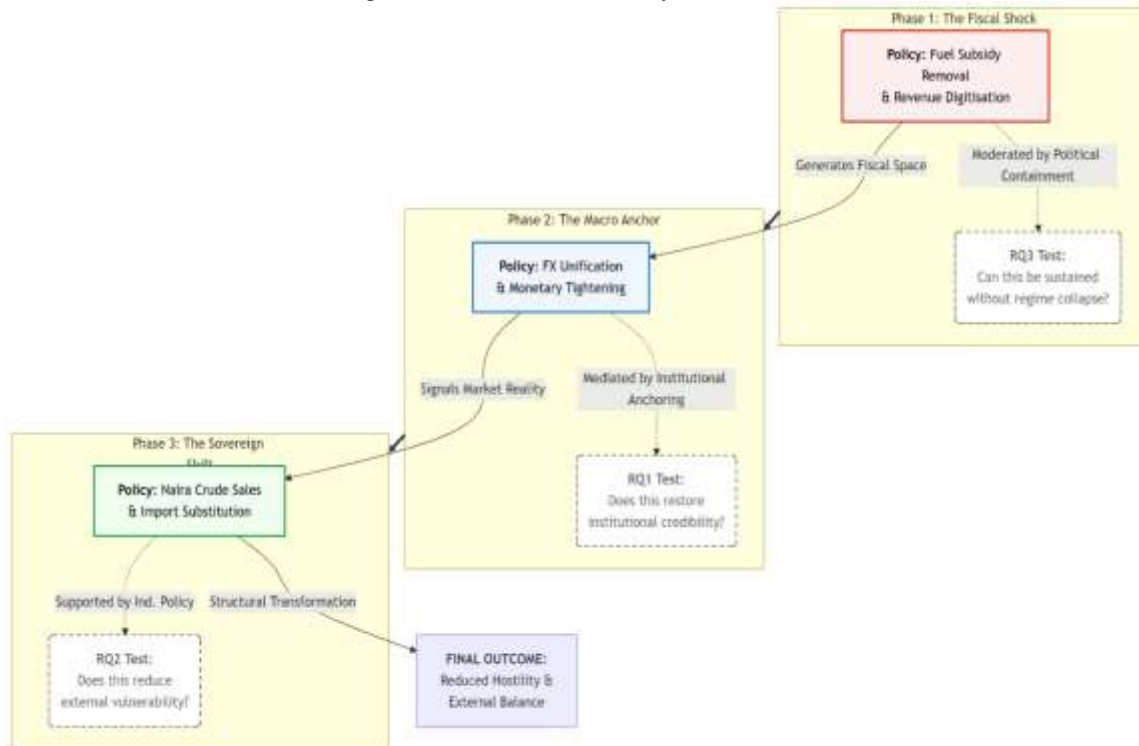 Phase 1: The Fiscal Shock
Policy: Fuel Subsidy
Removal
& Revenue Digitisation
Generates Fiscal Space
Moderated by Political
Containment
RQ3 Test:
Can this be sustained
without regime collapse?
Phase 2: The Macro Anchor
Policy: FX Unification
& Monetary Tightening
Signals Market Reality
Mediated by Institutional
Anchoring
RQ1 Test:
Does this restore
institutional credibility?
Phase 3: The Sovereign
Policy: Naira Crude Sales
& Import Substitution
Supported by Ind. Policy
Structural Transformation
RQ2 Test:
Does this reduce
external vulnerability?
FINAL OUTCOME:
Reduced Hostility &
External Balance